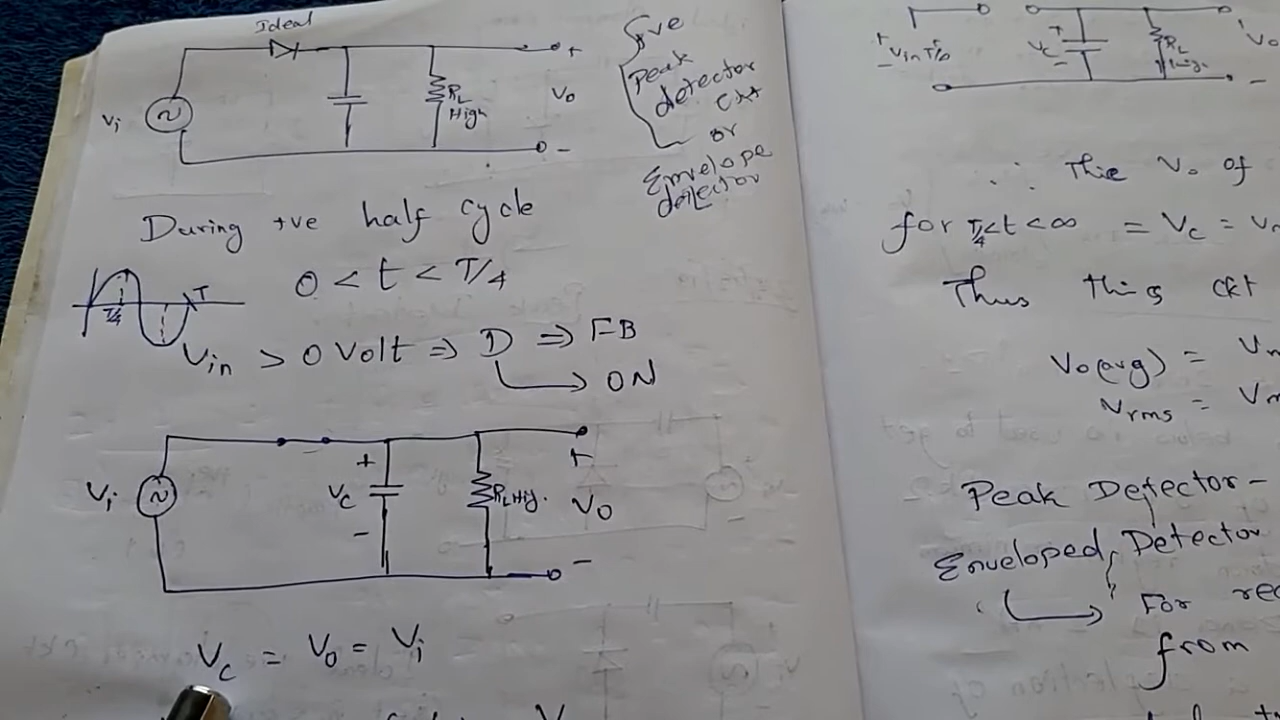 Ideal
Vi
RL
High
+
Vo
-
+ve
Peak
detector
ckt
or
Envelope
detector
During +ve half cycle
0 < t < T/4
T/4
T
Vin > 0 Volt ⇒ D ⇒ FB
ON
Vi
+
Vc
-
RL Hig.
+
Vo
-
Vc = Vo = Vi
+
Vin
-
+
Vc
-
RL
High
Vo
-
∴ The Vo of
for T/4<t<∞ = Vc =
Thus this ckt
Vo(avg) =
Vrms =
Peak Detector-
Enveloped Detector
For
from